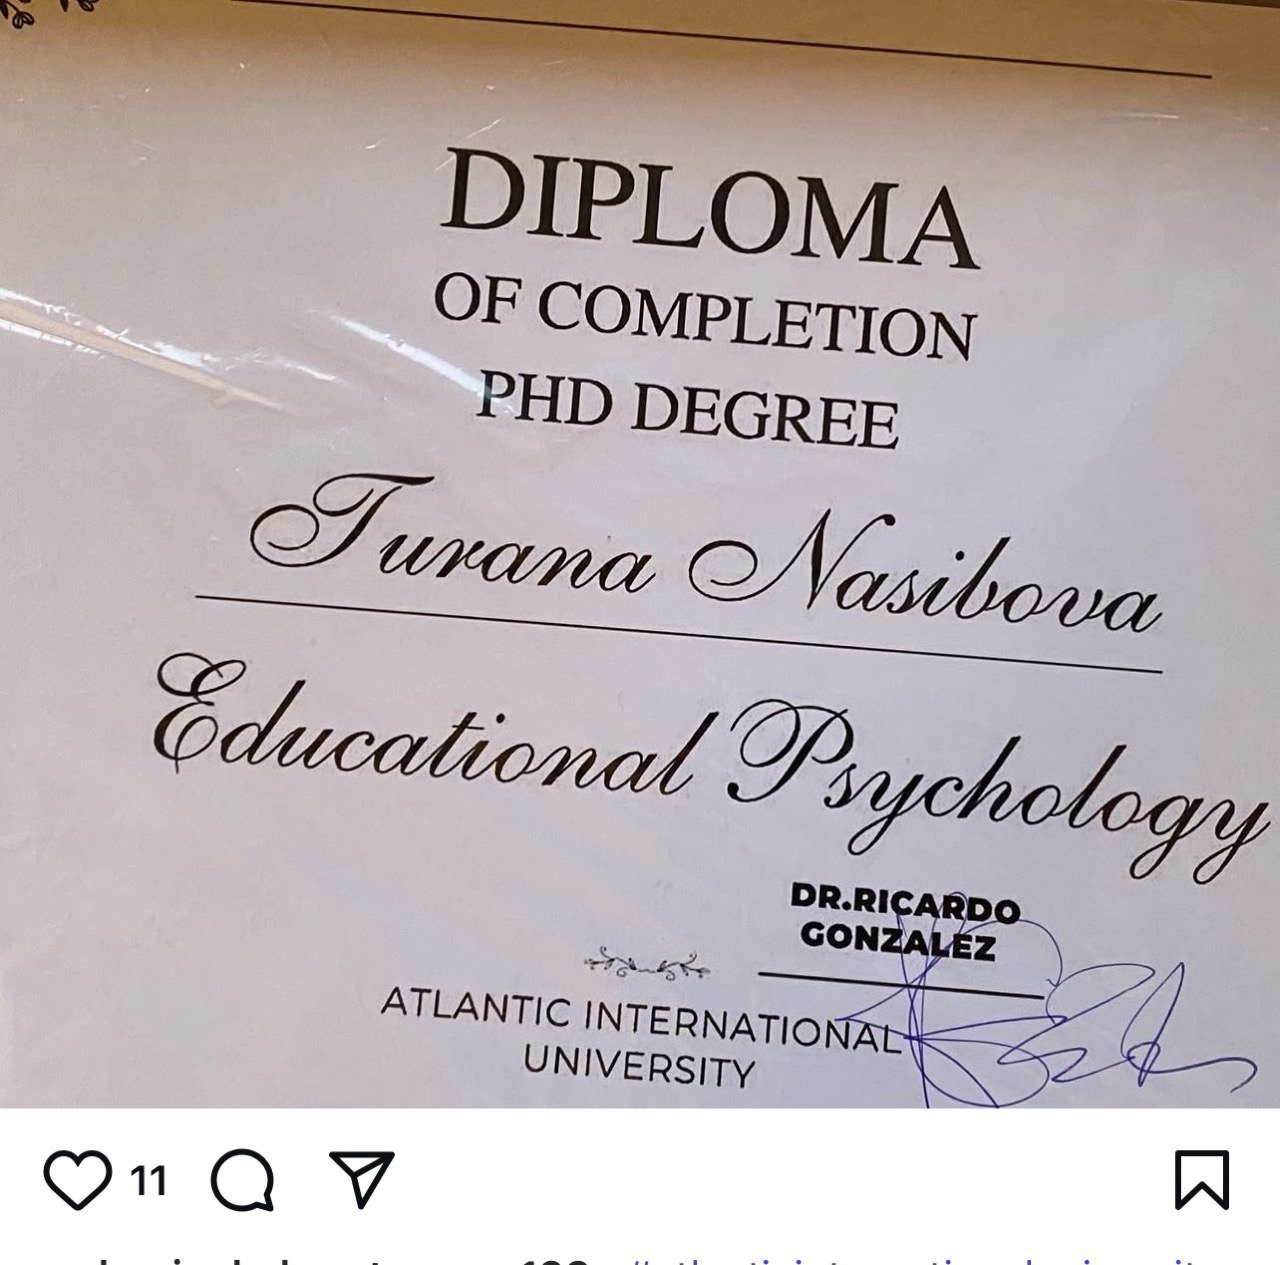 DIPLOMA
OF COMPLETION
PHD DEGREE
Turana Nasibova
Educational Psychology
DR.RICARDO
GONZALEZ
ATLANTIC INTERNATIONAL
UNIVERSITY
11